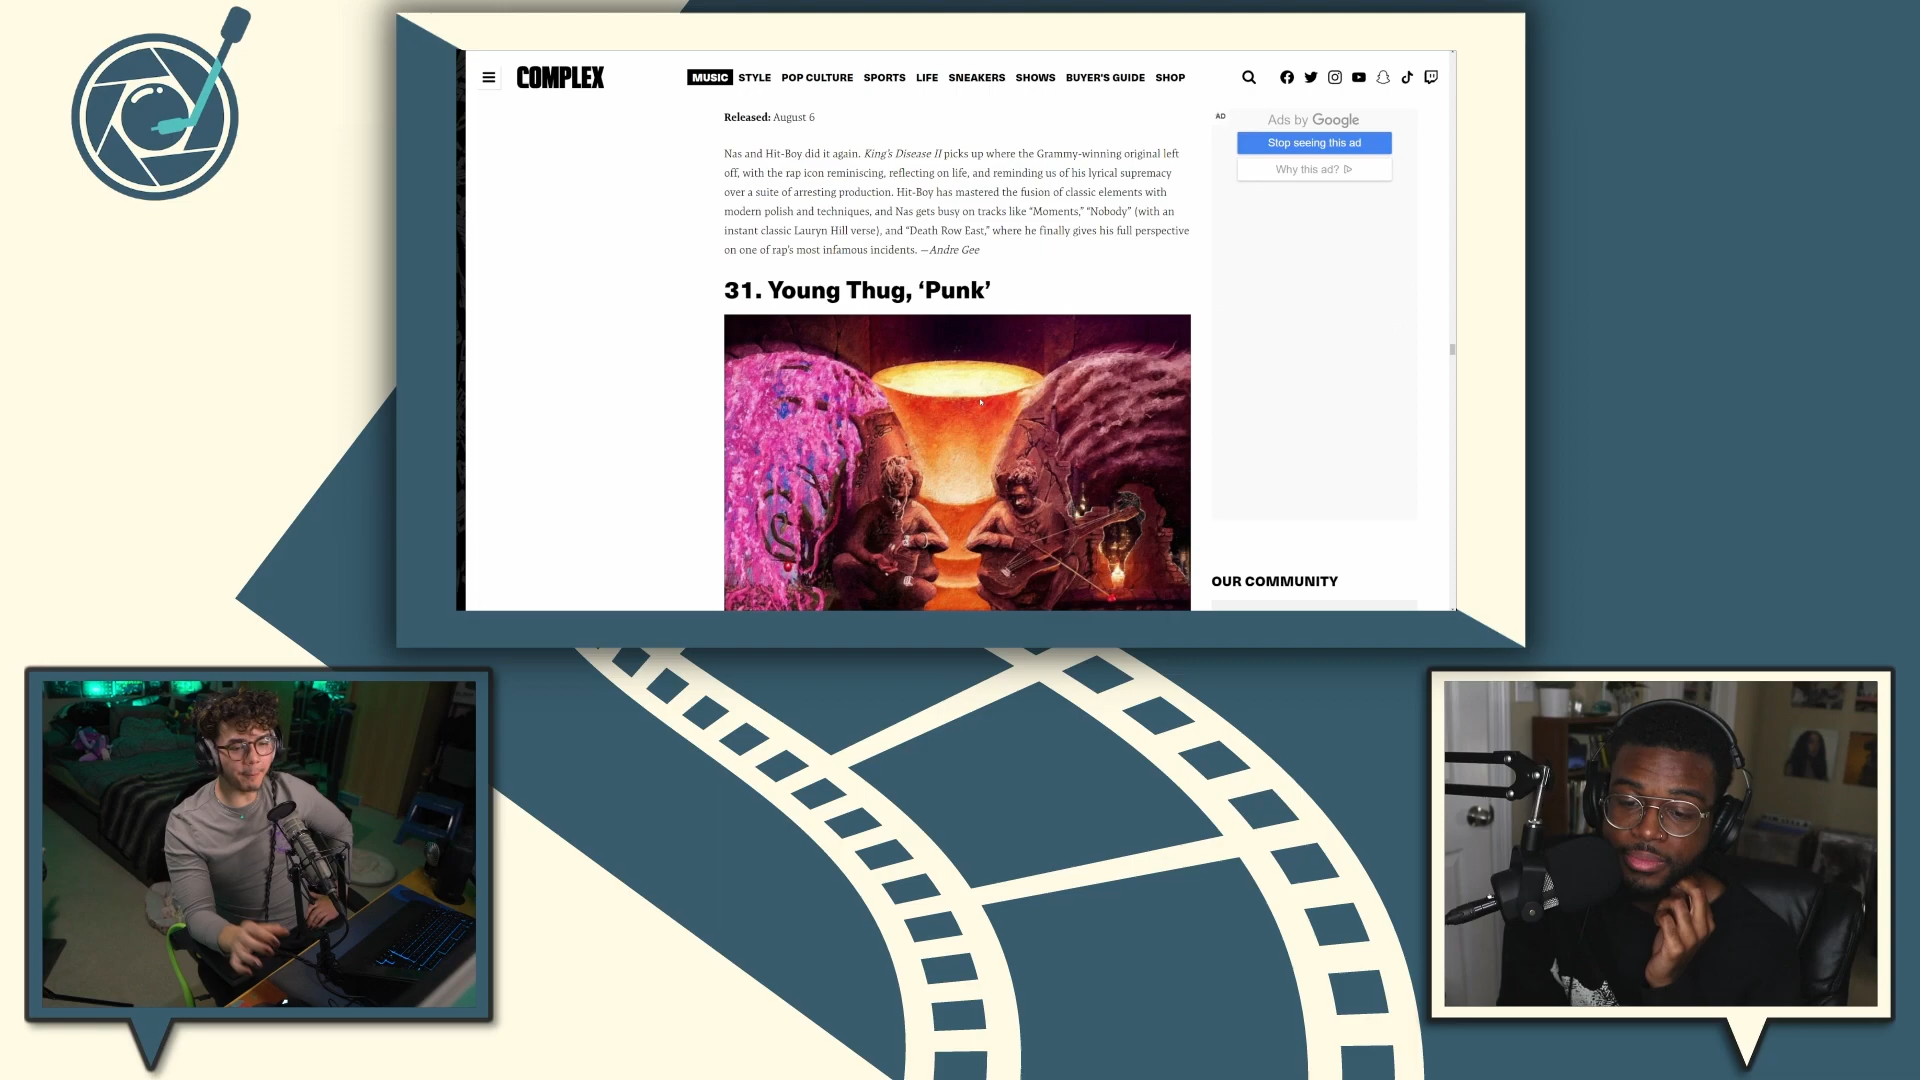 COMPLEX
MUSIC STYLE POP CULTURE SPORTS LIFE SNEAKERS SHOWS BUYER'S GUIDE SHOP
Released: August 6
Nas and Hit-Boy did it again. King's Disease II picks up where the Grammy-winning original left
off, with the rap icon reminiscing, reflecting on life, and reminding us of his lyrical supremacy
over a suite of arresting production. Hit-Boy has mastered the fusion of classic elements with
modern polish and techniques, and Nas gets busy on tracks like “Moments,” “Nobody” (with an
instant classic Lauryn Hill verse), and “Death Row East,” where he finally gives his full perspective
on one of rap's most infamous incidents. —Andre Gee
31. Young Thug, ‘Punk’
AD
Ads by Google
Stop seeing this ad
Why this ad?
OUR COMMUNITY